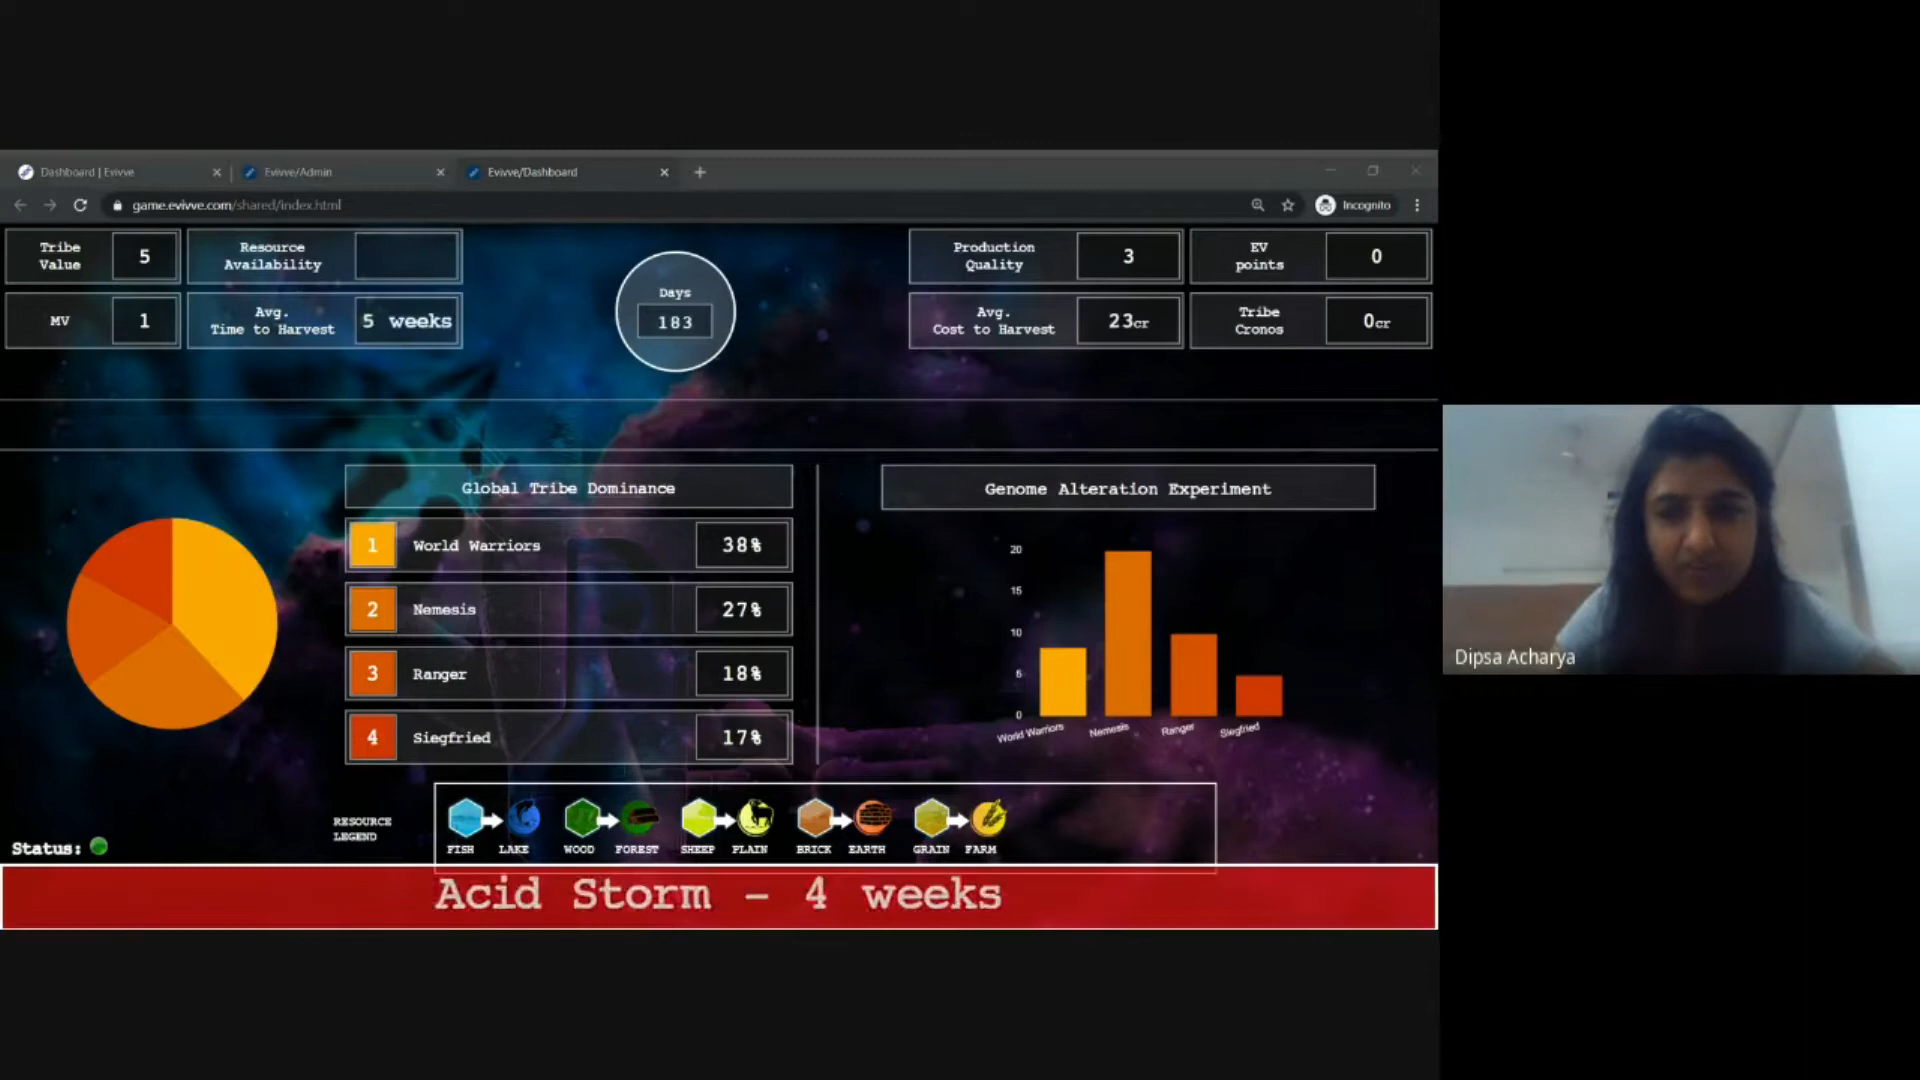 Dashboard | Evivve
Evivve/Admin
Evivve/Dashboard
game.evivve.com/shared/index.html
Incognito
Tribe
Value
5
Resource
Availability
MV
1
Avg.
Time to Harvest
5 weeks
Days
183
Production
Quality
3
EV
points
0
Avg.
Cost to Harvest
23cr
Tribe
Cronos
0cr
Global Tribe Dominance
1 World Warriors 38%
2 Nemesis 27%
3 Ranger 18%
4 Siegfried 17%
Genome Alteration Experiment
20
15
10
5
0
World Warriors
Nemesis
Ranger
Siegfried
RESOURCE
LEGEND
FISH LAKE WOOD FOREST SHEEP PLAIN BRICK EARTH GRAIN FARM
Status:
Acid Storm - 4 weeks
Dipsa Acharya